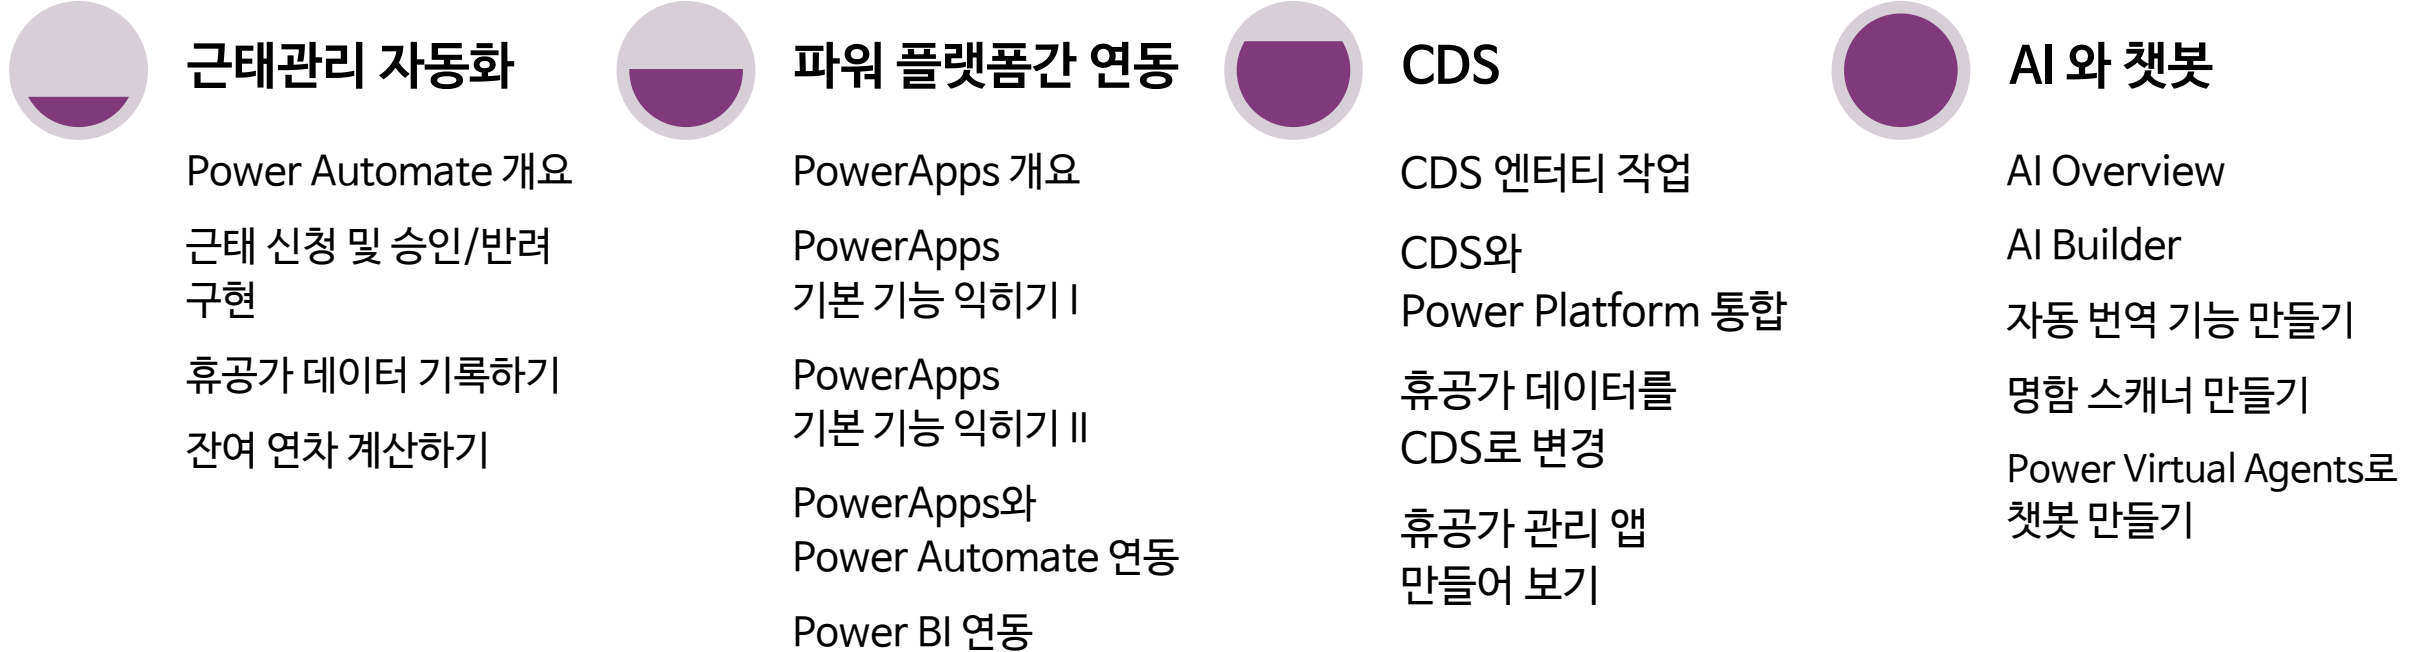 근태관리 자동화
Power Automate 개요
근태 신청 및 승인/반려
구현
휴공가 데이터 기록하기
잔여 연차 계산하기
파워 플랫폼간 연동
PowerApps 개요
PowerApps
기본 기능 익히기 I
PowerApps
기본 기능 익히기 II
PowerApps와
Power Automate 연동
Power BI 연동
CDS
CDS 엔터티 작업
CDS와
Power Platform 통합
휴공가 데이터를
CDS로 변경
휴공가 관리 앱
만들어 보기
AI 와 챗봇
AI Overview
AI Builder
자동 번역 기능 만들기
명함 스캐너 만들기
Power Virtual Agents로
챗봇 만들기